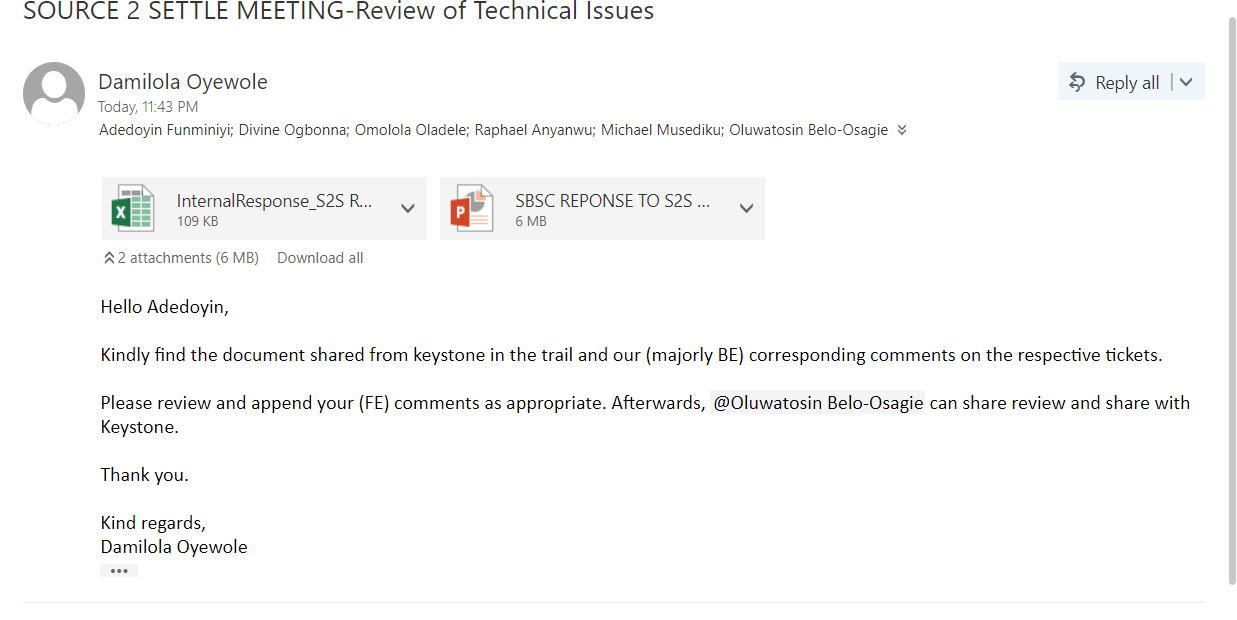 SOURCE 2 SETTLE MEETING-Review of Technical Issues
Damilola Oyewole
Today, 11:43 PM
Adedoyin Funminiyi; Divine Ogbonna; Omolola Oladele; Raphael Anyanwu; Michael Musediku; Oluwatosin Belo-Osagie
Reply all
InternalResponse_S2S R...
109 KB
SBSC REPONSE TO S2S ...
6 MB
2 attachments (6 MB) Download all
Hello Adedoyin,
Kindly find the document shared from keystone in the trail and our (majorly BE) corresponding comments on the respective tickets.
Please review and append your (FE) comments as appropriate. Afterwards, @Oluwatosin Belo-Osagie can share review and share with
Keystone.
Thank you.
Kind regards,
Damilola Oyewole